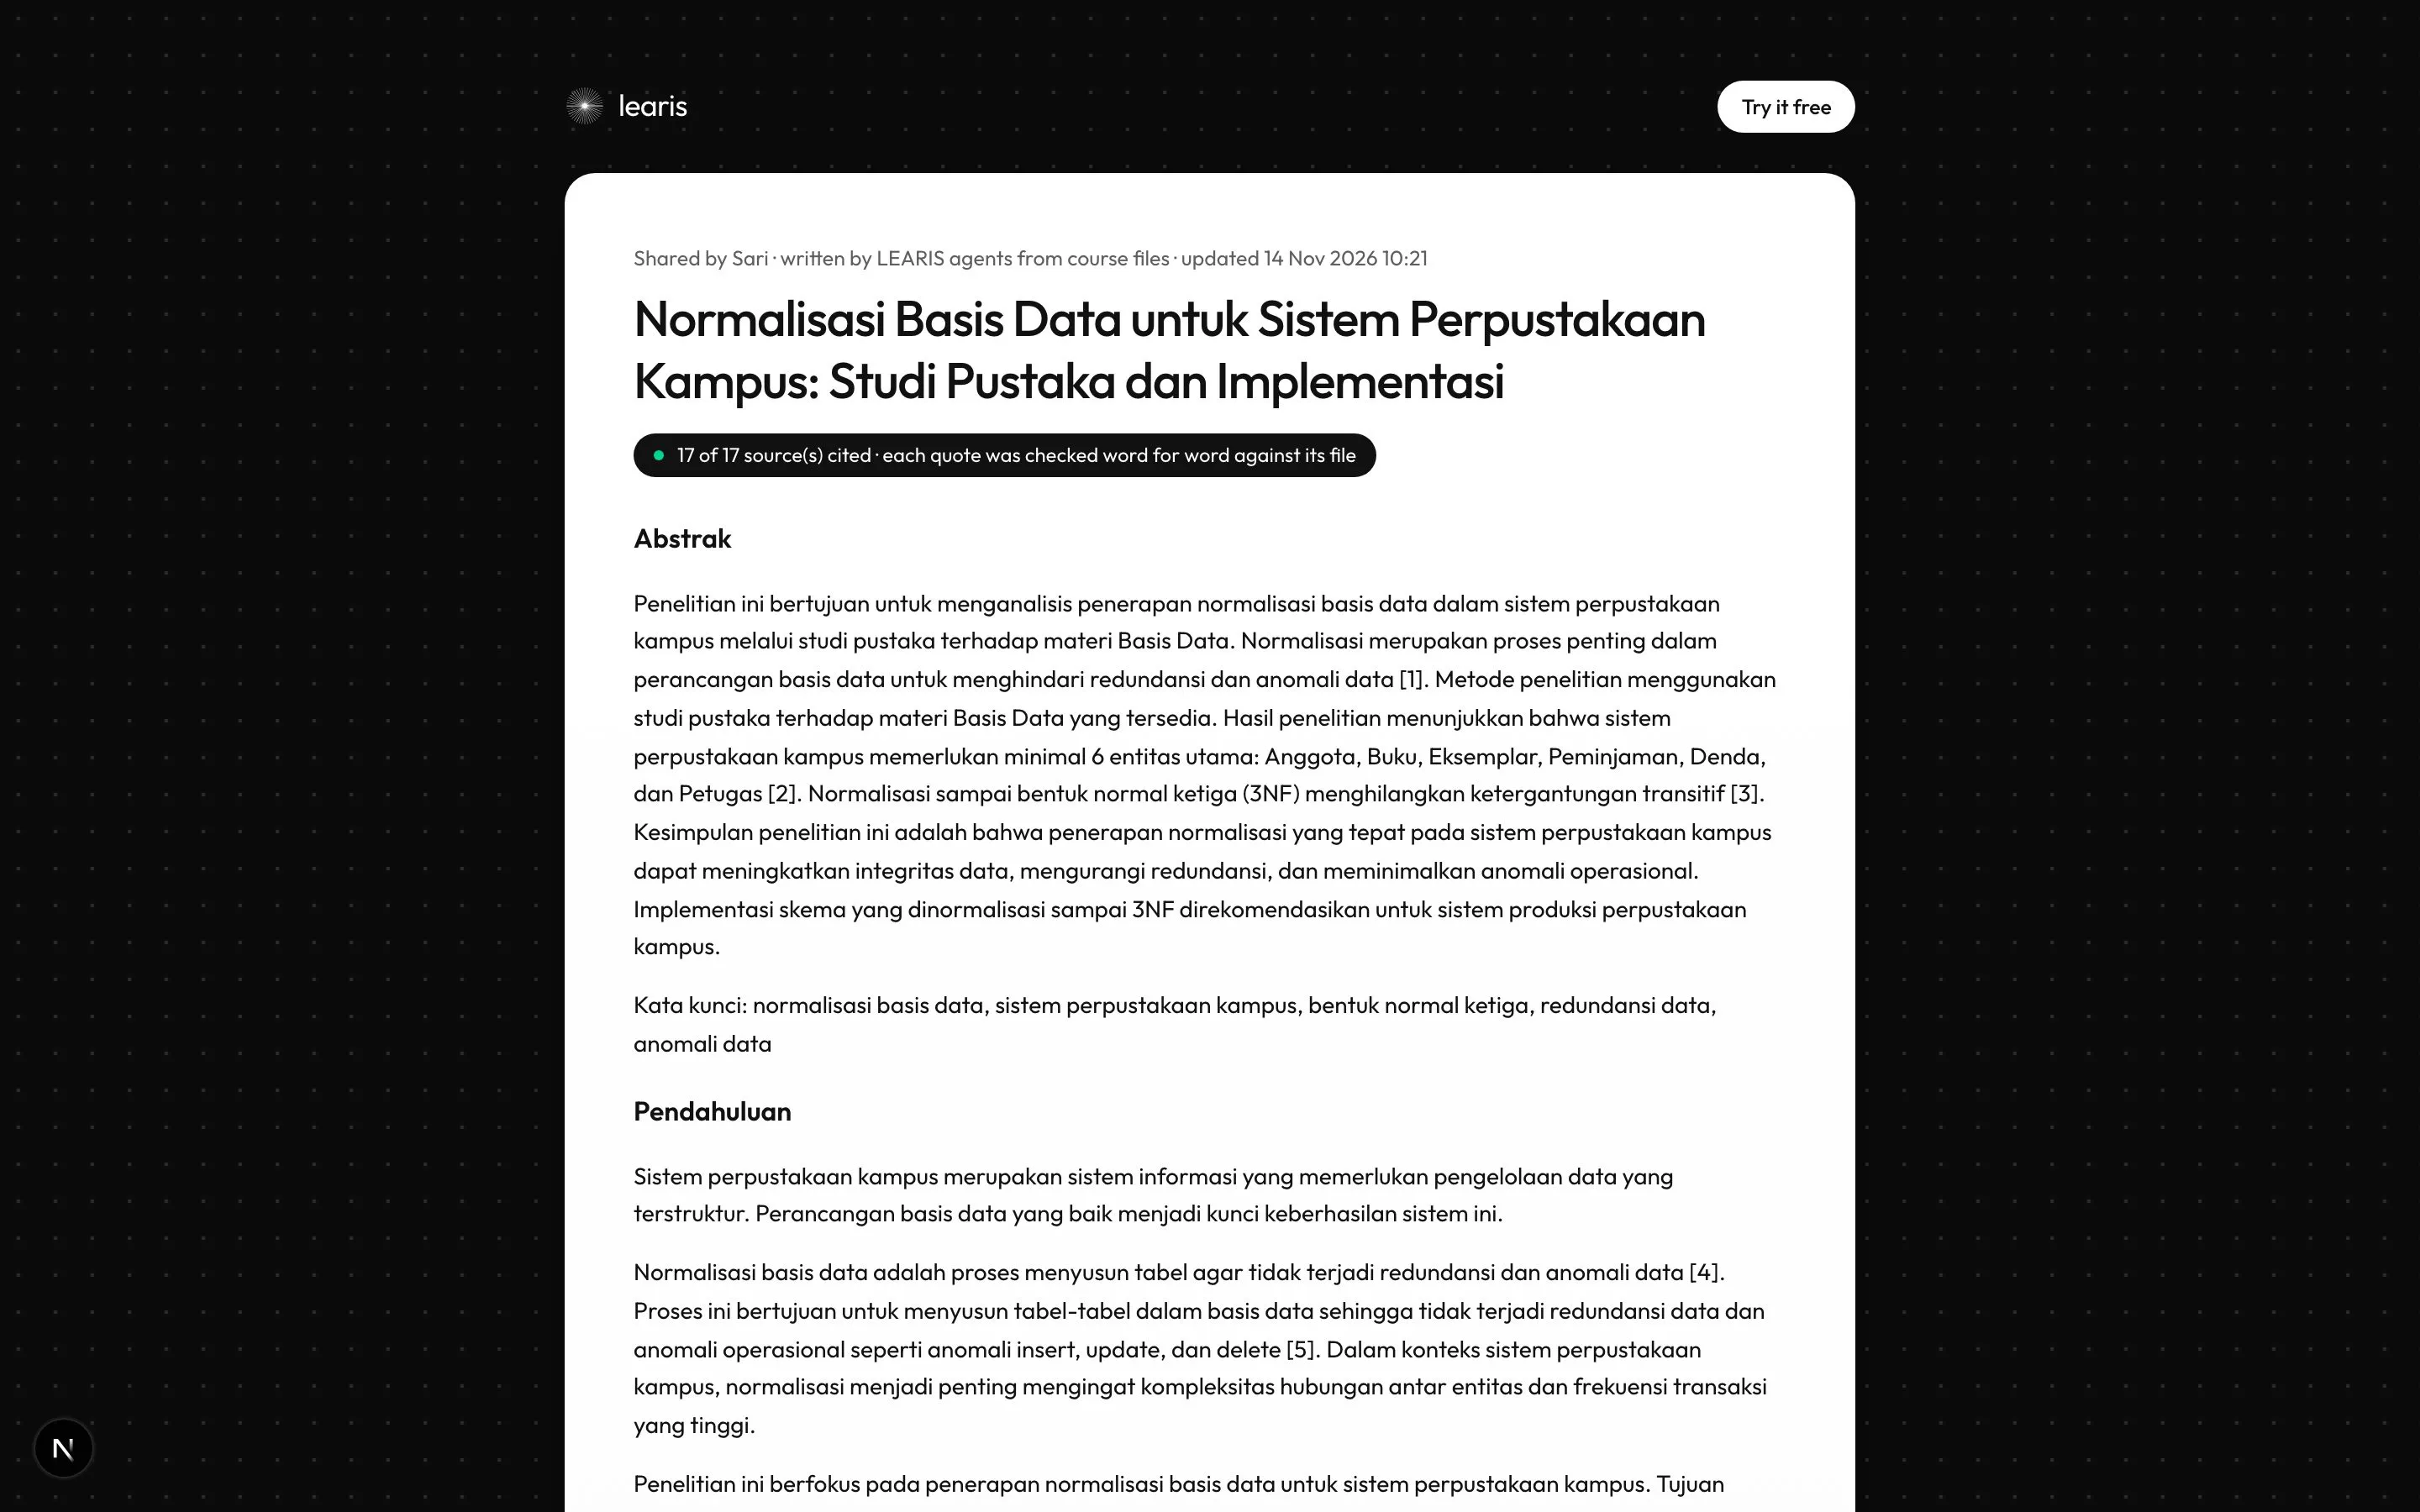 learis
Try it free
Shared by Sari · written by LEARIS agents from course files · updated 14 Nov 2026 10:21
Normalisasi Basis Data untuk Sistem Perpustakaan
Kampus: Studi Pustaka dan Implementasi
17 of 17 source(s) cited · each quote was checked word for word against its file
Abstrak
Penelitian ini bertujuan untuk menganalisis penerapan normalisasi basis data dalam sistem perpustakaan
kampus melalui studi pustaka terhadap materi Basis Data. Normalisasi merupakan proses penting dalam
perancangan basis data untuk menghindari redundansi dan anomali data [1]. Metode penelitian menggunakan
studi pustaka terhadap materi Basis Data yang tersedia. Hasil penelitian menunjukkan bahwa sistem
perpustakaan kampus memerlukan minimal 6 entitas utama: Anggota, Buku, Eksemplar, Peminjaman, Denda,
dan Petugas [2]. Normalisasi sampai bentuk normal ketiga (3NF) menghilangkan ketergantungan transitif [3].
Kesimpulan penelitian ini adalah bahwa penerapan normalisasi yang tepat pada sistem perpustakaan kampus
dapat meningkatkan integritas data, mengurangi redundansi, dan meminimalkan anomali operasional.
Implementasi skema yang dinormalisasi sampai 3NF direkomendasikan untuk sistem produksi perpustakaan
kampus.
Kata kunci: normalisasi basis data, sistem perpustakaan kampus, bentuk normal ketiga, redundansi data,
anomali data
Pendahuluan
Sistem perpustakaan kampus merupakan sistem informasi yang memerlukan pengelolaan data yang
terstruktur. Perancangan basis data yang baik menjadi kunci keberhasilan sistem ini.
Normalisasi basis data adalah proses menyusun tabel agar tidak terjadi redundansi dan anomali data [4].
Proses ini bertujuan untuk menyusun tabel-tabel dalam basis data sehingga tidak terjadi redundansi data dan
anomali operasional seperti anomali insert, update, dan delete [5]. Dalam konteks sistem perpustakaan
kampus, normalisasi menjadi penting mengingat kompleksitas hubungan antar entitas dan frekuensi transaksi
yang tinggi.
Penelitian ini berfokus pada penerapan normalisasi basis data untuk sistem perpustakaan kampus. Tujuan
N